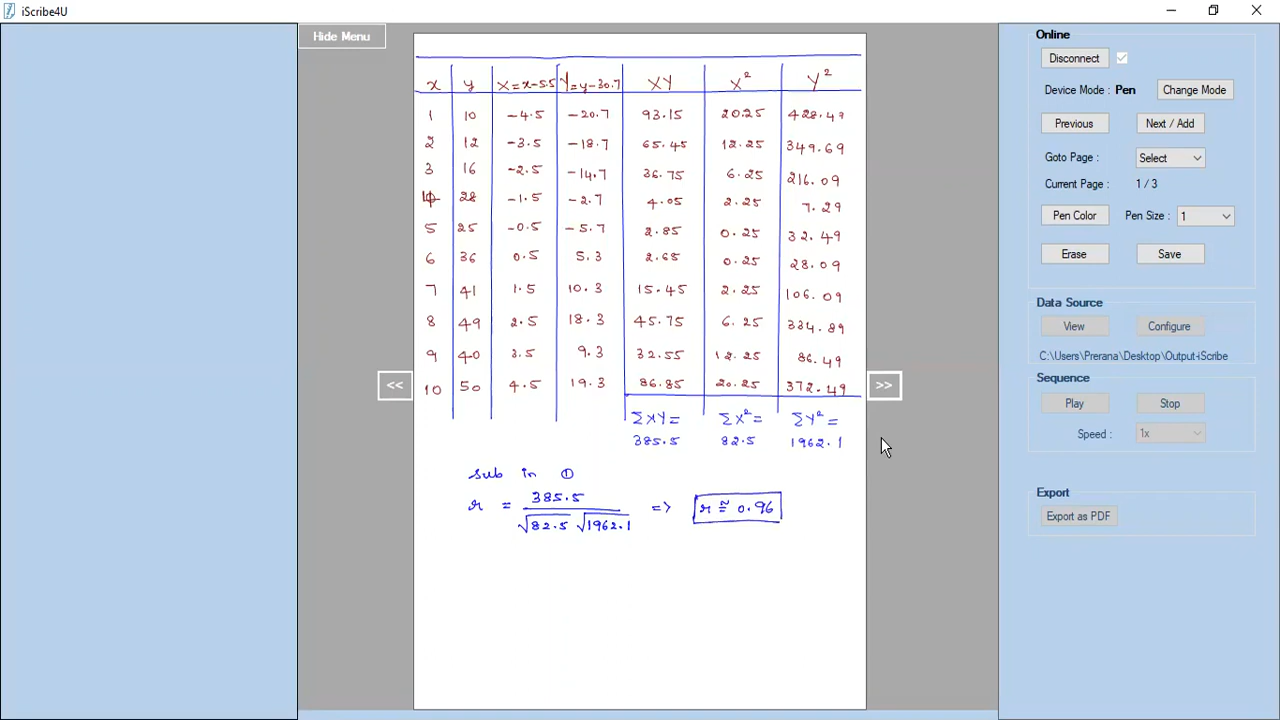 iScribe4U
Hide Menu
x y X=x-5.5 Y=y-30.7 XY X² Y²
1 10 -4.5 -20.7 93.15 20.25 428.49
2 12 -3.5 -18.7 65.45 12.25 349.69
3 16 -2.5 -14.7 36.75 6.25 216.09
4 28 -1.5 -2.7 4.05 2.25 7.29
5 25 -0.5 -5.7 2.85 0.25 32.49
6 36 0.5 5.3 2.65 0.25 28.09
7 41 1.5 10.3 15.45 2.25 106.09
8 49 2.5 18.3 45.75 6.25 334.89
9 40 3.5 9.3 32.55 12.25 86.49
10 50 4.5 19.3 86.85 20.25 372.49
ΣXY= ΣX²= ΣY²=
385.5 82.5 1962.1
sub in ①
r = 385.5 / √82.5 √1962.1 => r ≅ 0.96
<<
>>
Online
Disconnect
Device Mode : Pen Change Mode
Previous Next / Add
Goto Page : Select
Current Page : 1 / 3
Pen Color Pen Size : 1
Erase Save
Data Source
View Configure
C:\Users\Prerana\Desktop\Output-iScribe
Sequence
Play Stop
Speed : 1x
Export
Export as PDF